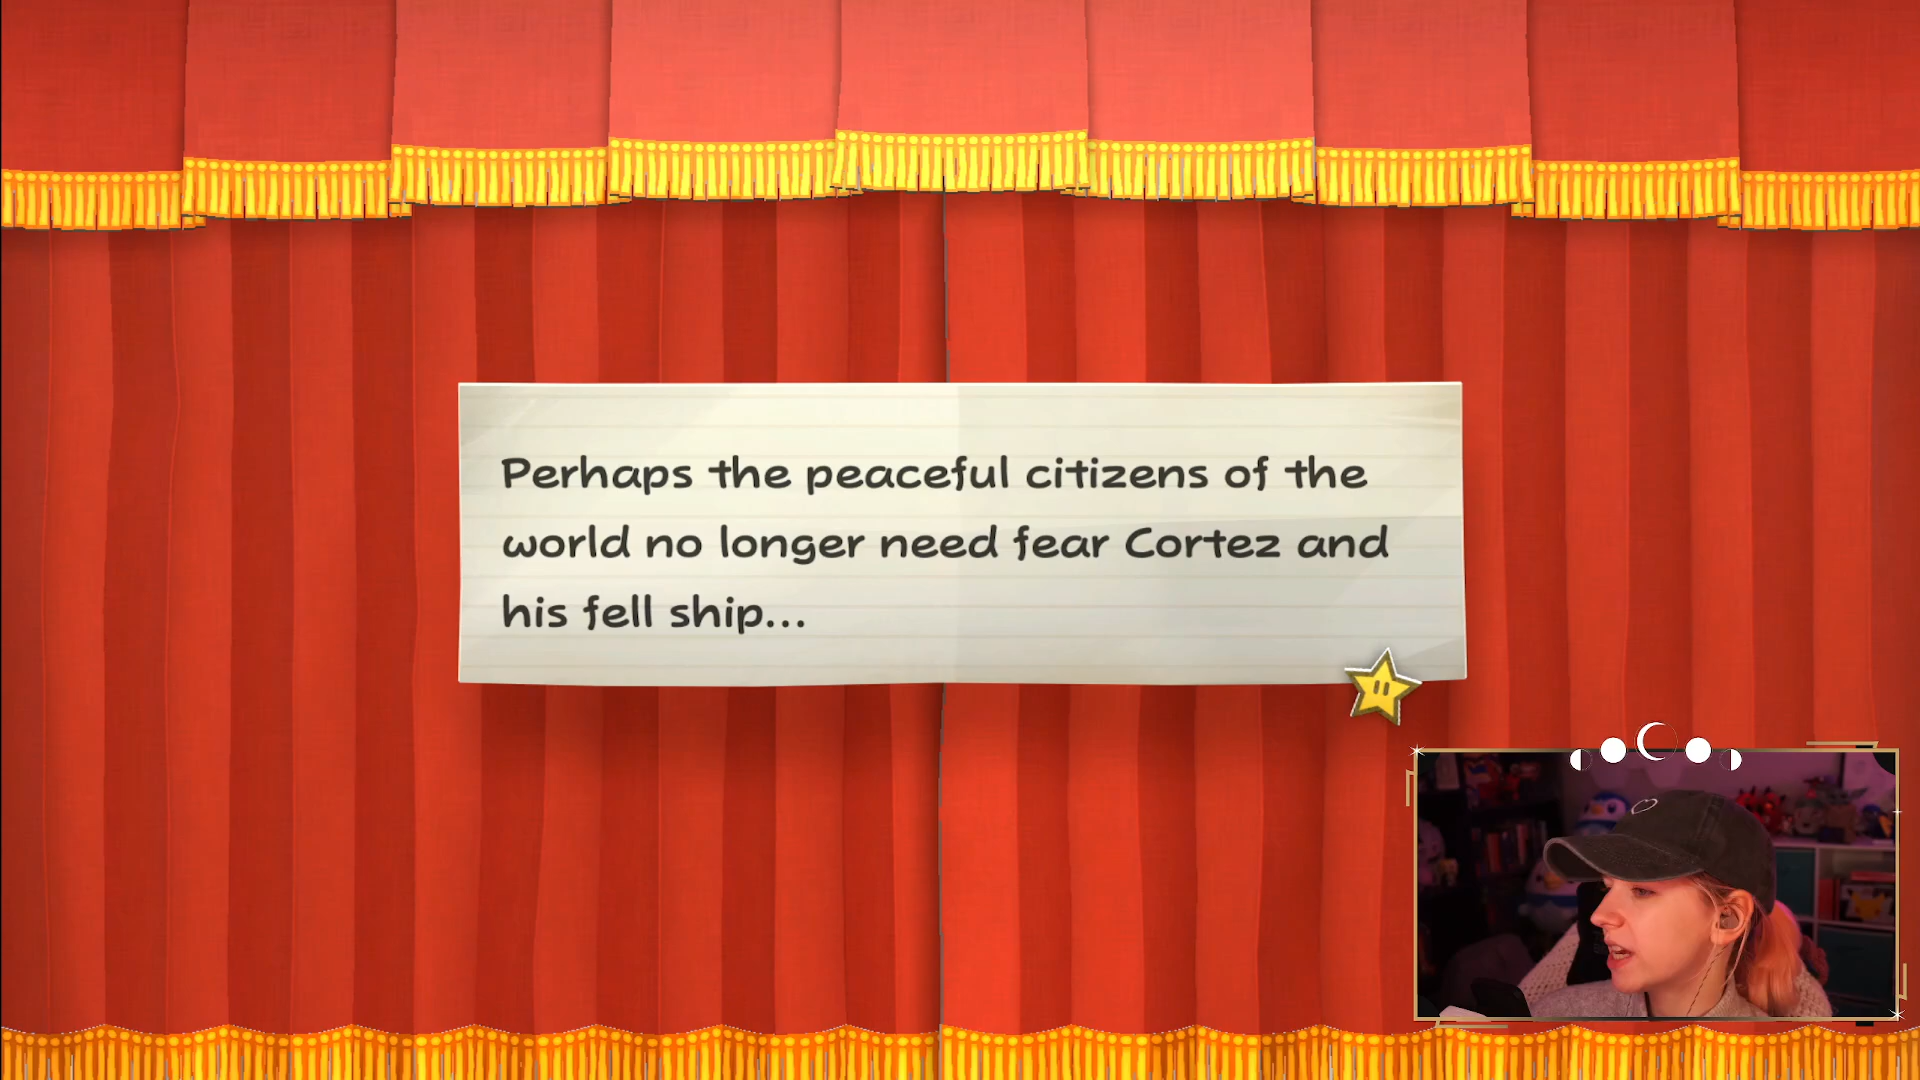 Perhaps the peaceful citizens of the
world no longer need fear Cortez and
his fell ship...